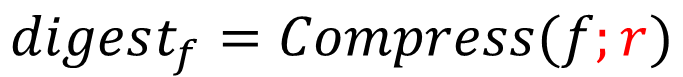 digest_f = Compress(f; r)